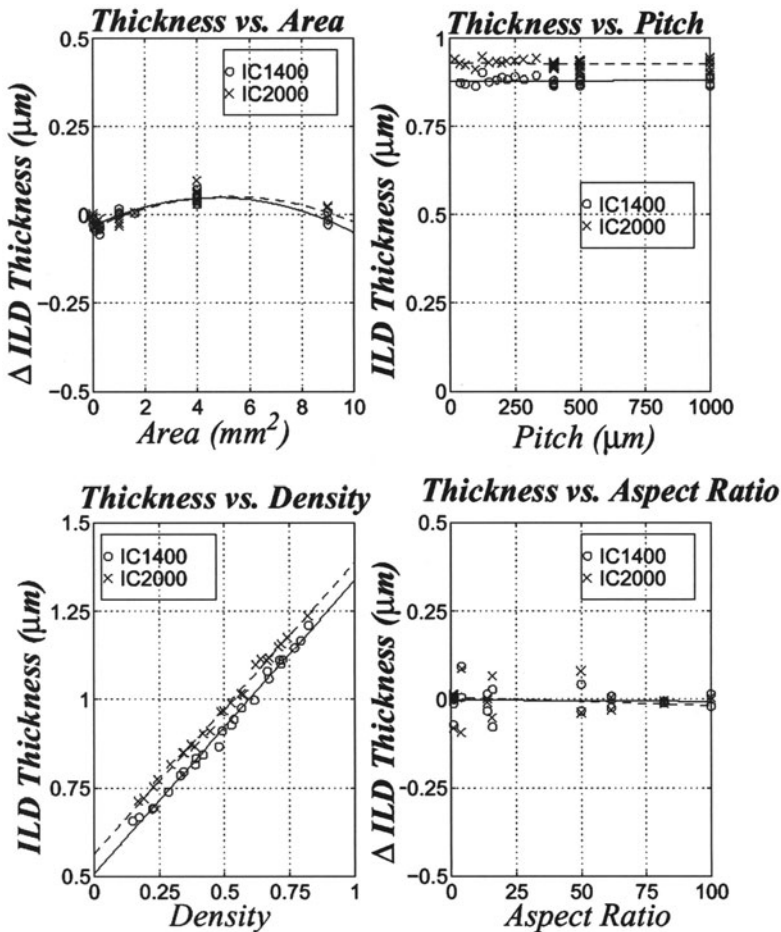 Thickness vs. Area
0.5
0.25
0
−0.25
−0.5
Δ ILD Thickness (μm)
IC1400
IC2000
0 2 4 6 8 10
Area (mm²)
Thickness vs. Pitch
1
0.75
0.5
0.25
0
ILD Thickness (μm)
IC1400
IC2000
0 250 500 750 1000
Pitch (μm)
Thickness vs. Density
1.5
1.25
1
0.75
0.5
ILD Thickness (μm)
IC1400
IC2000
0 0.25 0.5 0.75 1
Density
Thickness vs. Aspect Ratio
0.5
0.25
0
−0.25
−0.5
Δ ILD Thickness (μm)
IC1400
IC2000
0 25 50 75 100
Aspect Ratio